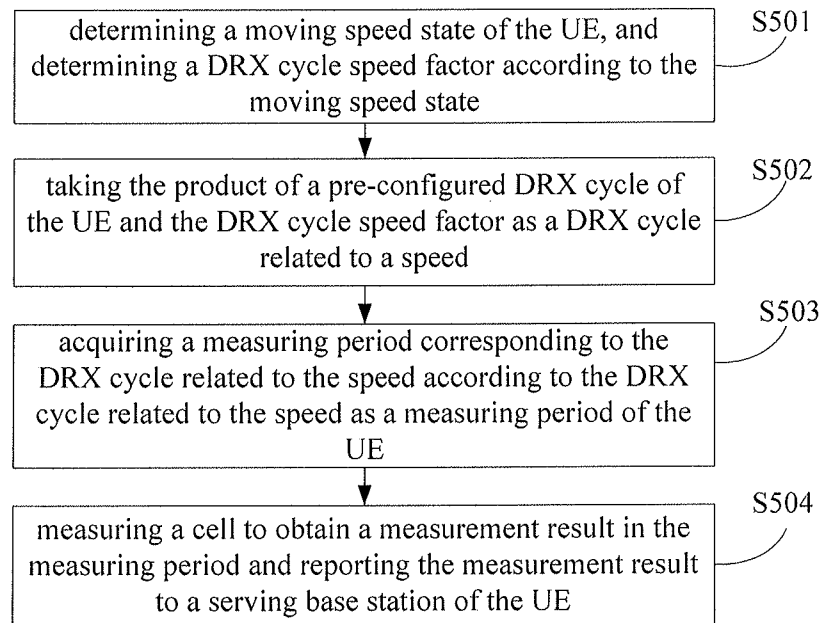 determining a moving speed state of the UE, and
determining a DRX cycle speed factor according to the
moving speed state
S501
taking the product of a pre-configured DRX cycle of
the UE and the DRX cycle speed factor as a DRX cycle
related to a speed
S502
acquiring a measuring period corresponding to the
DRX cycle related to the speed according to the DRX
cycle related to the speed as a measuring period of the
UE
S503
measuring a cell to obtain a measurement result in the
measuring period and reporting the measurement result
to a serving base station of the UE
S504